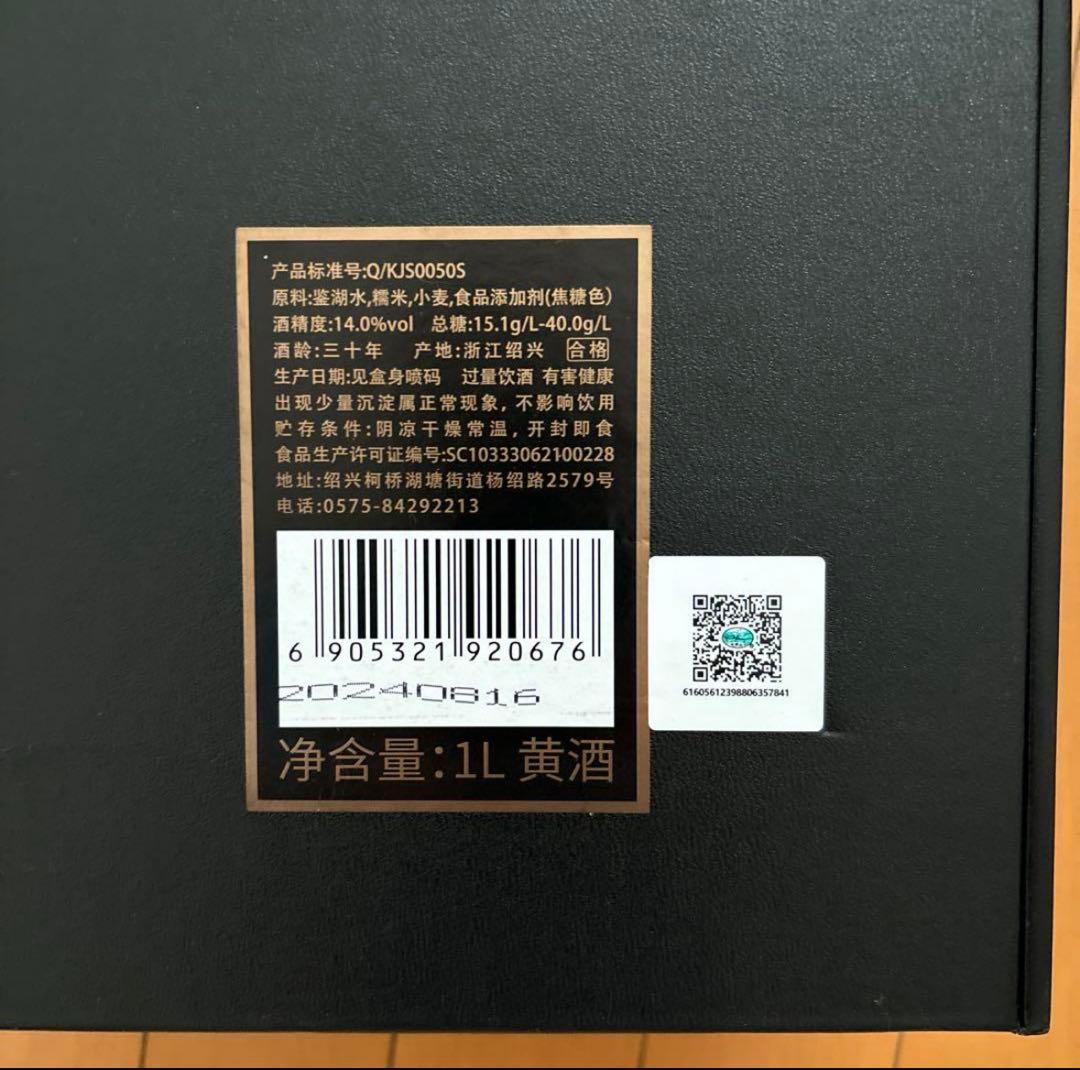 产品标准号:Q/KJS0050S
原料:鉴湖水,糯米,小麦,食品添加剂(焦糖色)
酒精度:14.0%vol 总糖:15.1g/L-40.0g/L
酒龄:三十年 产地:浙江绍兴 合格
生产日期:见盒身喷码 过量饮酒 有害健康
出现少量沉淀属正常现象,不影响饮用
贮存条件:阴凉干燥常温,开封即食
食品生产许可证编号:SC10333062100228
地址:绍兴柯桥湖塘街道杨绍路2579号
电话:0575-84292213
6 905321 920676
20240816
净含量:1L 黄酒
61605612398806357841